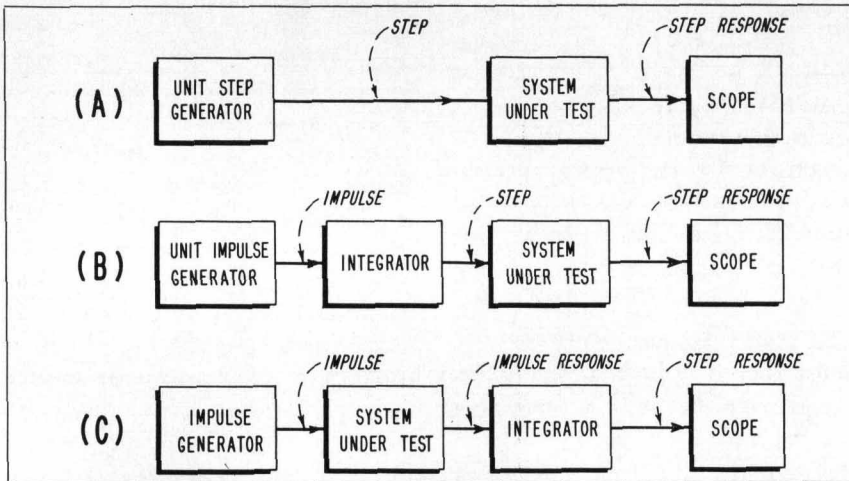 STEP
STEP RESPONSE
(A)
UNIT STEP
GENERATOR
SYSTEM
UNDER TEST
SCOPE
IMPULSE
STEP
STEP RESPONSE
(B)
UNIT IMPULSE
GENERATOR
INTEGRATOR
SYSTEM
UNDER TEST
SCOPE
IMPULSE
IMPULSE RESPONSE
STEP RESPONSE
(C)
IMPULSE
GENERATOR
SYSTEM
UNDER TEST
INTEGRATOR
SCOPE